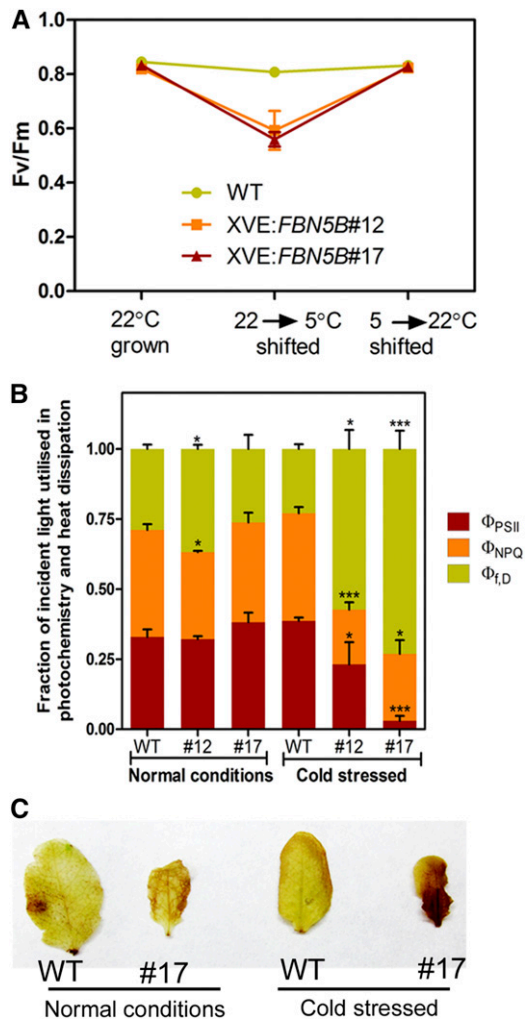 A
Fv/Fm
1.0
0.8
0.6
0.4
0.2
0.0
WT
XVE:FBN5B#12
XVE:FBN5B#17
22°C
grown
22 → 5°C
shifted
5 → 22°C
shifted
B
Fraction of incident light utilised in
photochemistry and heat dissipation
1.00
0.75
0.50
0.25
0.00
* * * ***
*** *
* ***
ΦPSII
ΦNPQ
Φf,D
WT #12 #17 WT #12 #17
Normal conditions Cold stressed
C
WT #17 WT #17
Normal conditions Cold stressed